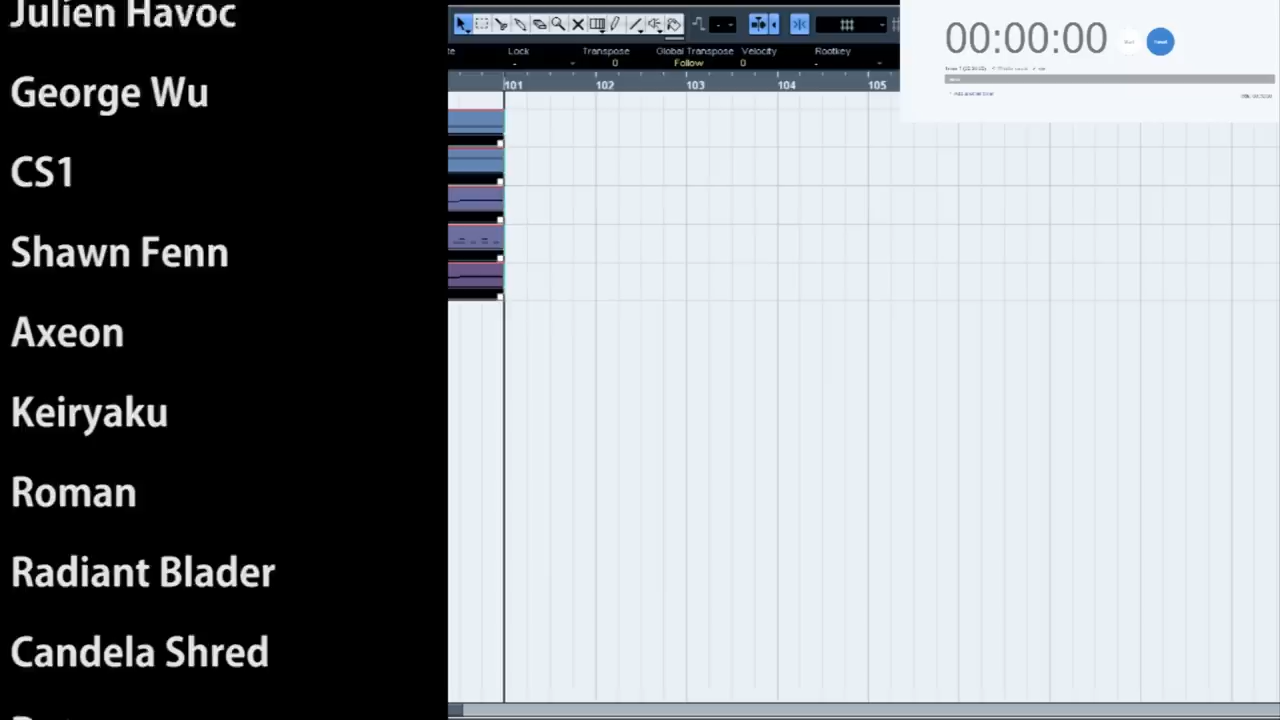 Julien Havoc
George Wu
CS1
Shawn Fenn
Axeon
Keiryaku
Roman
Radiant Blader
Candela Shred
Lock Transpose Global Transpose Velocity Rootkey
- 0 Follow 0 -
101 102 103 104 105
00:00:00